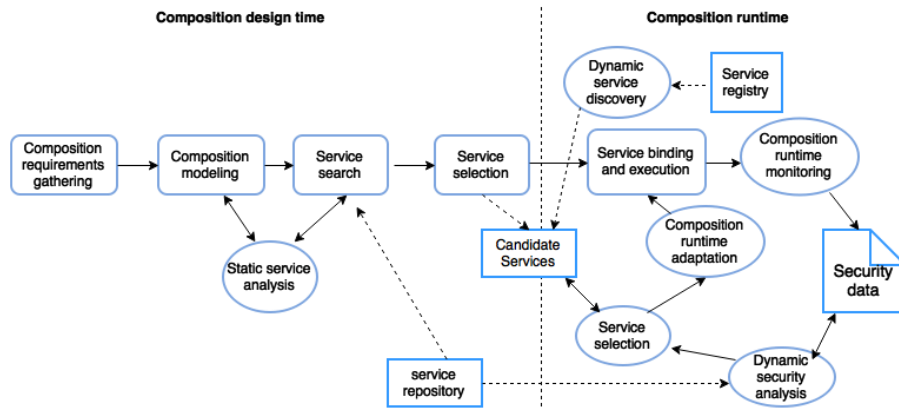 Composition design time
Composition runtime
Dynamic
service
discovery
Service
registry
Composition
requirements
gathering
Composition
modeling
Service
search
Service
selection
Service binding
and execution
Composition
runtime
monitoring
Candidate
Services
Composition
runtime
adaptation
Static service
analysis
Security
data
Service
selection
service
repository
Dynamic
security
analysis